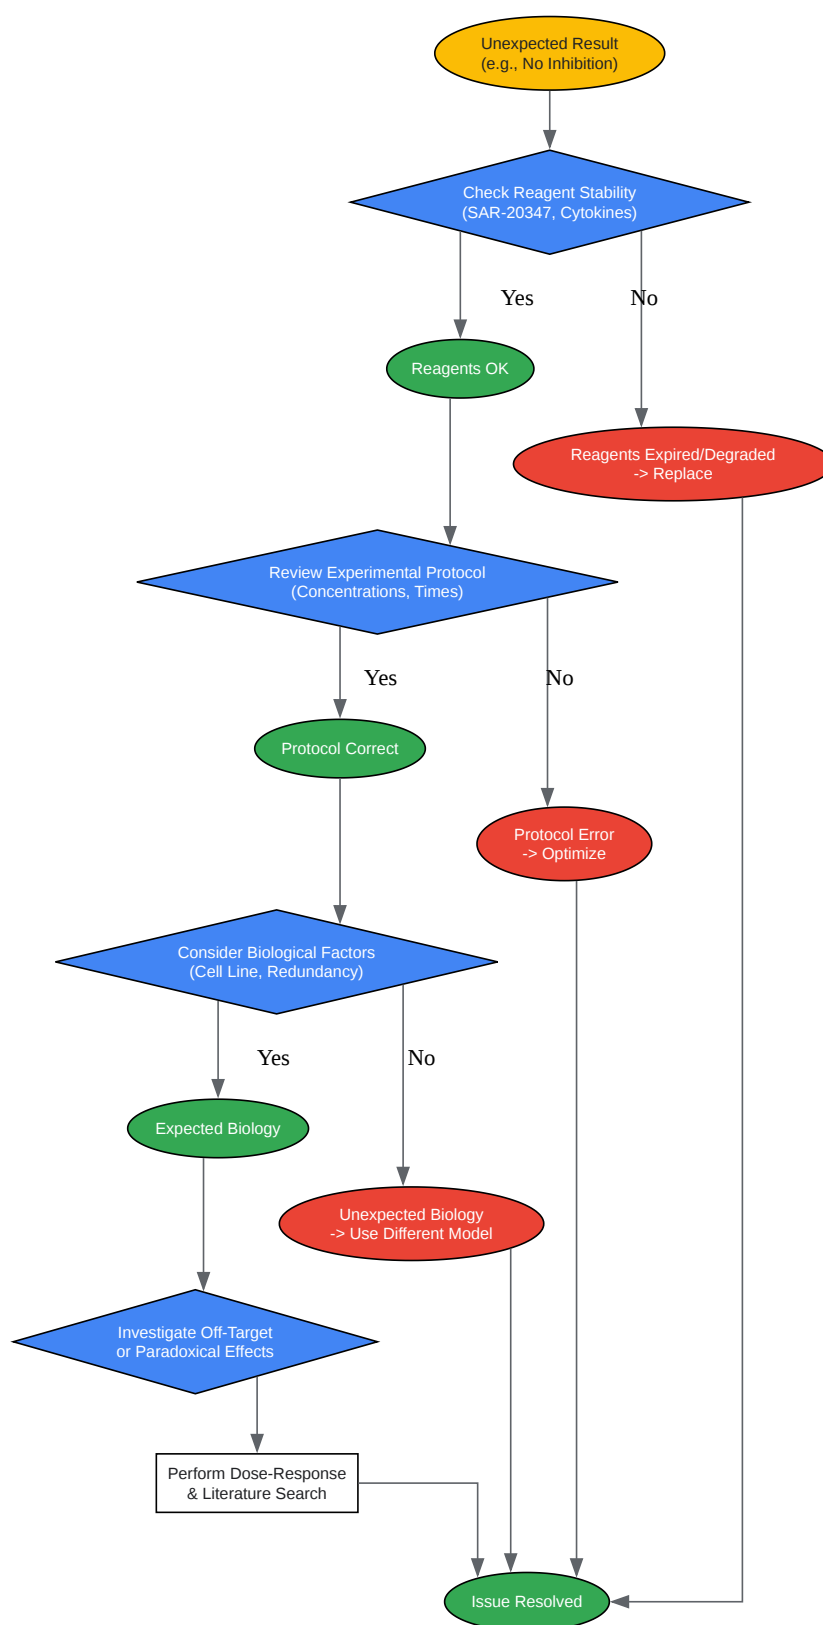 Unexpected Result
(e.g., No Inhibition)
Check Reagent Stability
(SAR-20347, Cytokines)
Yes
No
Reagents OK
Reagents Expired/Degraded
-> Replace
Review Experimental Protocol
(Concentrations, Times)
Yes
No
Protocol Correct
Protocol Error
-> Optimize
Consider Biological Factors
(Cell Line, Redundancy)
Yes
No
Expected Biology
Unexpected Biology
-> Use Different Model
Investigate Off-Target
or Paradoxical Effects
Perform Dose-Response
& Literature Search
Issue Resolved